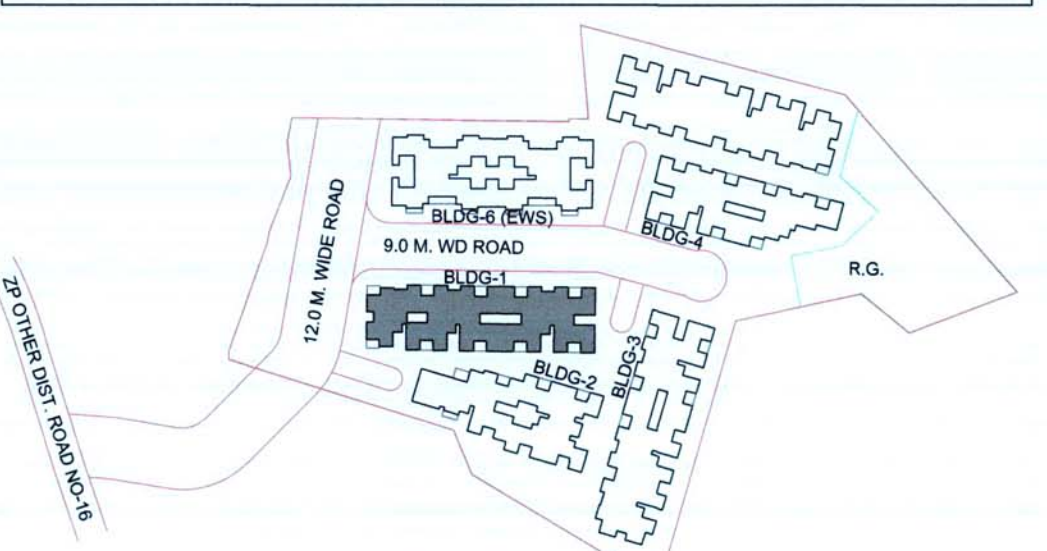 BLDG-6 (EWS)
BLDG-4
9.0 M. WD ROAD
12.0 M. WIDE ROAD
R.G.
BLDG-1
ZP OTHER DIST. ROAD NO-16
BLDG-2
BLDG-3